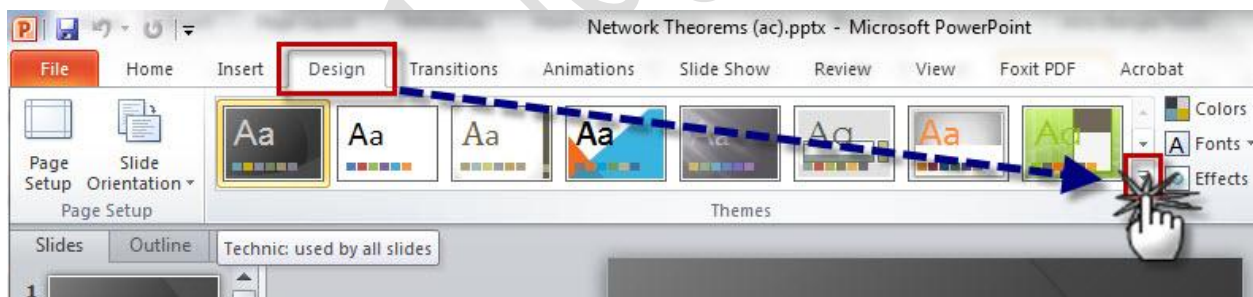 Network Theorems (ac).pptx - Microsoft PowerPoint
File Home Insert Design Transitions Animations Slide Show Review View Foxit PDF Acrobat
Aa Aa Aa Aa Aa Aa Aa Aa
Colors
Fonts
Effects
Page Setup
Slide Orientation
Page Setup Themes
Slides Outline
Technic: used by all slides
1